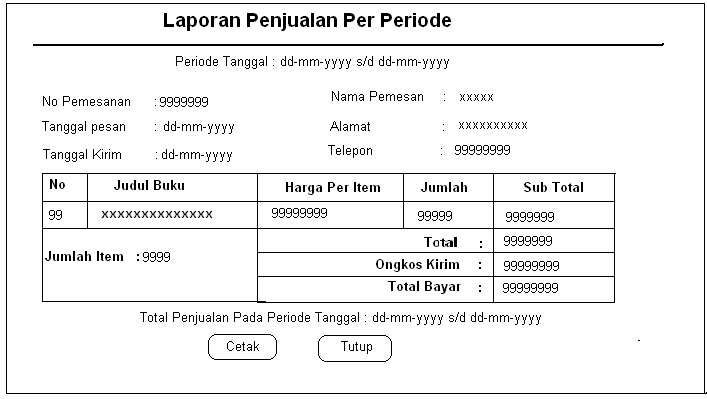 Laporan Penjualan Per Periode
Periode Tanggal : dd-mm-yyyy s/d dd-mm-yyyy
No Pemesanan : 9999999 Nama Pemesan : xxxxx
Tanggal pesan : dd-mm-yyyy Alamat : xxxxxxxxxx
Tanggal Kirim : dd-mm-yyyy Telepon : 99999999
No Judul Buku Harga Per Item Jumlah Sub Total
99 xxxxxxxxxxxxxx 99999999 99999 9999999
Total : 9999999
Jumlah Item : 9999
Ongkos Kirim : 99999999
Total Bayar : 99999999
Total Penjualan Pada Periode Tanggal : dd-mm-yyyy s/d dd-mm-yyyy
Cetak Tutup